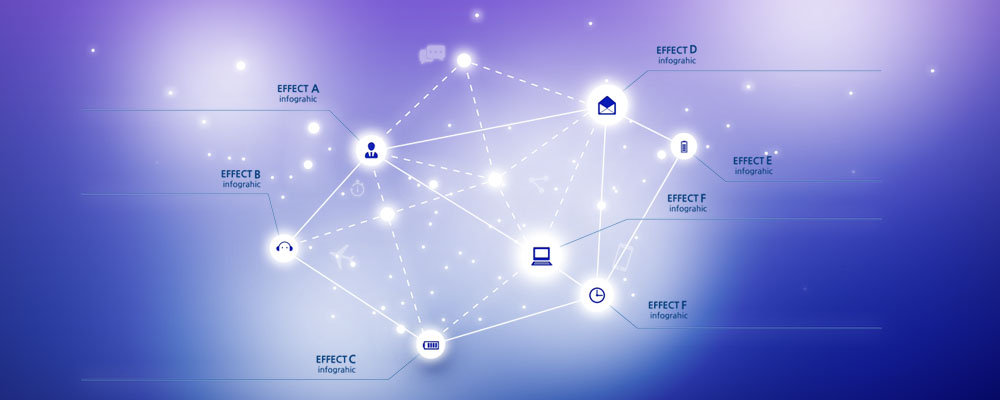 EFFECT A
infograhic
EFFECT B
infograhic
EFFECT C
infograhic
EFFECT D
infograhic
EFFECT E
infograhic
EFFECT F
infograhic
EFFECT F
infograhic